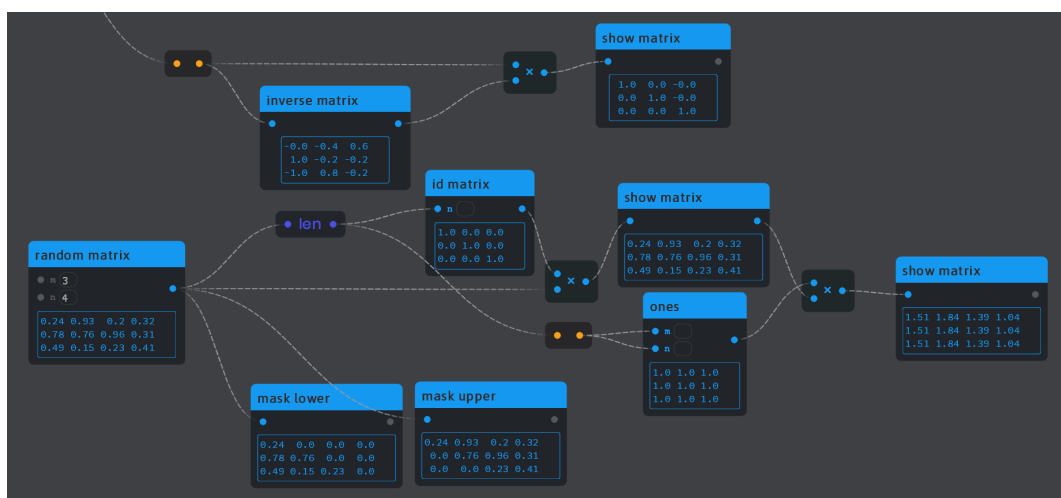 show matrix
×
1.0 0.0 -0.0
0.0 1.0 -0.0
0.0 0.0 1.0
inverse matrix
-0.0 -0.4 0.6
1.0 -0.2 -0.2
-1.0 0.8 -0.2
id matrix
n
1.0 0.0 0.0
0.0 1.0 0.0
0.0 0.0 1.0
show matrix
0.24 0.93 0.2 0.32
0.78 0.76 0.96 0.31
0.49 0.15 0.23 0.41
len
random matrix
m 3
n 4
0.24 0.93 0.2 0.32
0.78 0.76 0.96 0.31
0.49 0.15 0.23 0.41
×
ones
m
n
1.0 1.0 1.0
1.0 1.0 1.0
1.0 1.0 1.0
×
show matrix
1.51 1.84 1.39 1.04
1.51 1.84 1.39 1.04
1.51 1.84 1.39 1.04
mask lower
0.24 0.0 0.0 0.0
0.78 0.76 0.0 0.0
0.49 0.15 0.23 0.0
mask upper
0.24 0.93 0.2 0.32
0.0 0.76 0.96 0.31
0.0 0.0 0.23 0.41